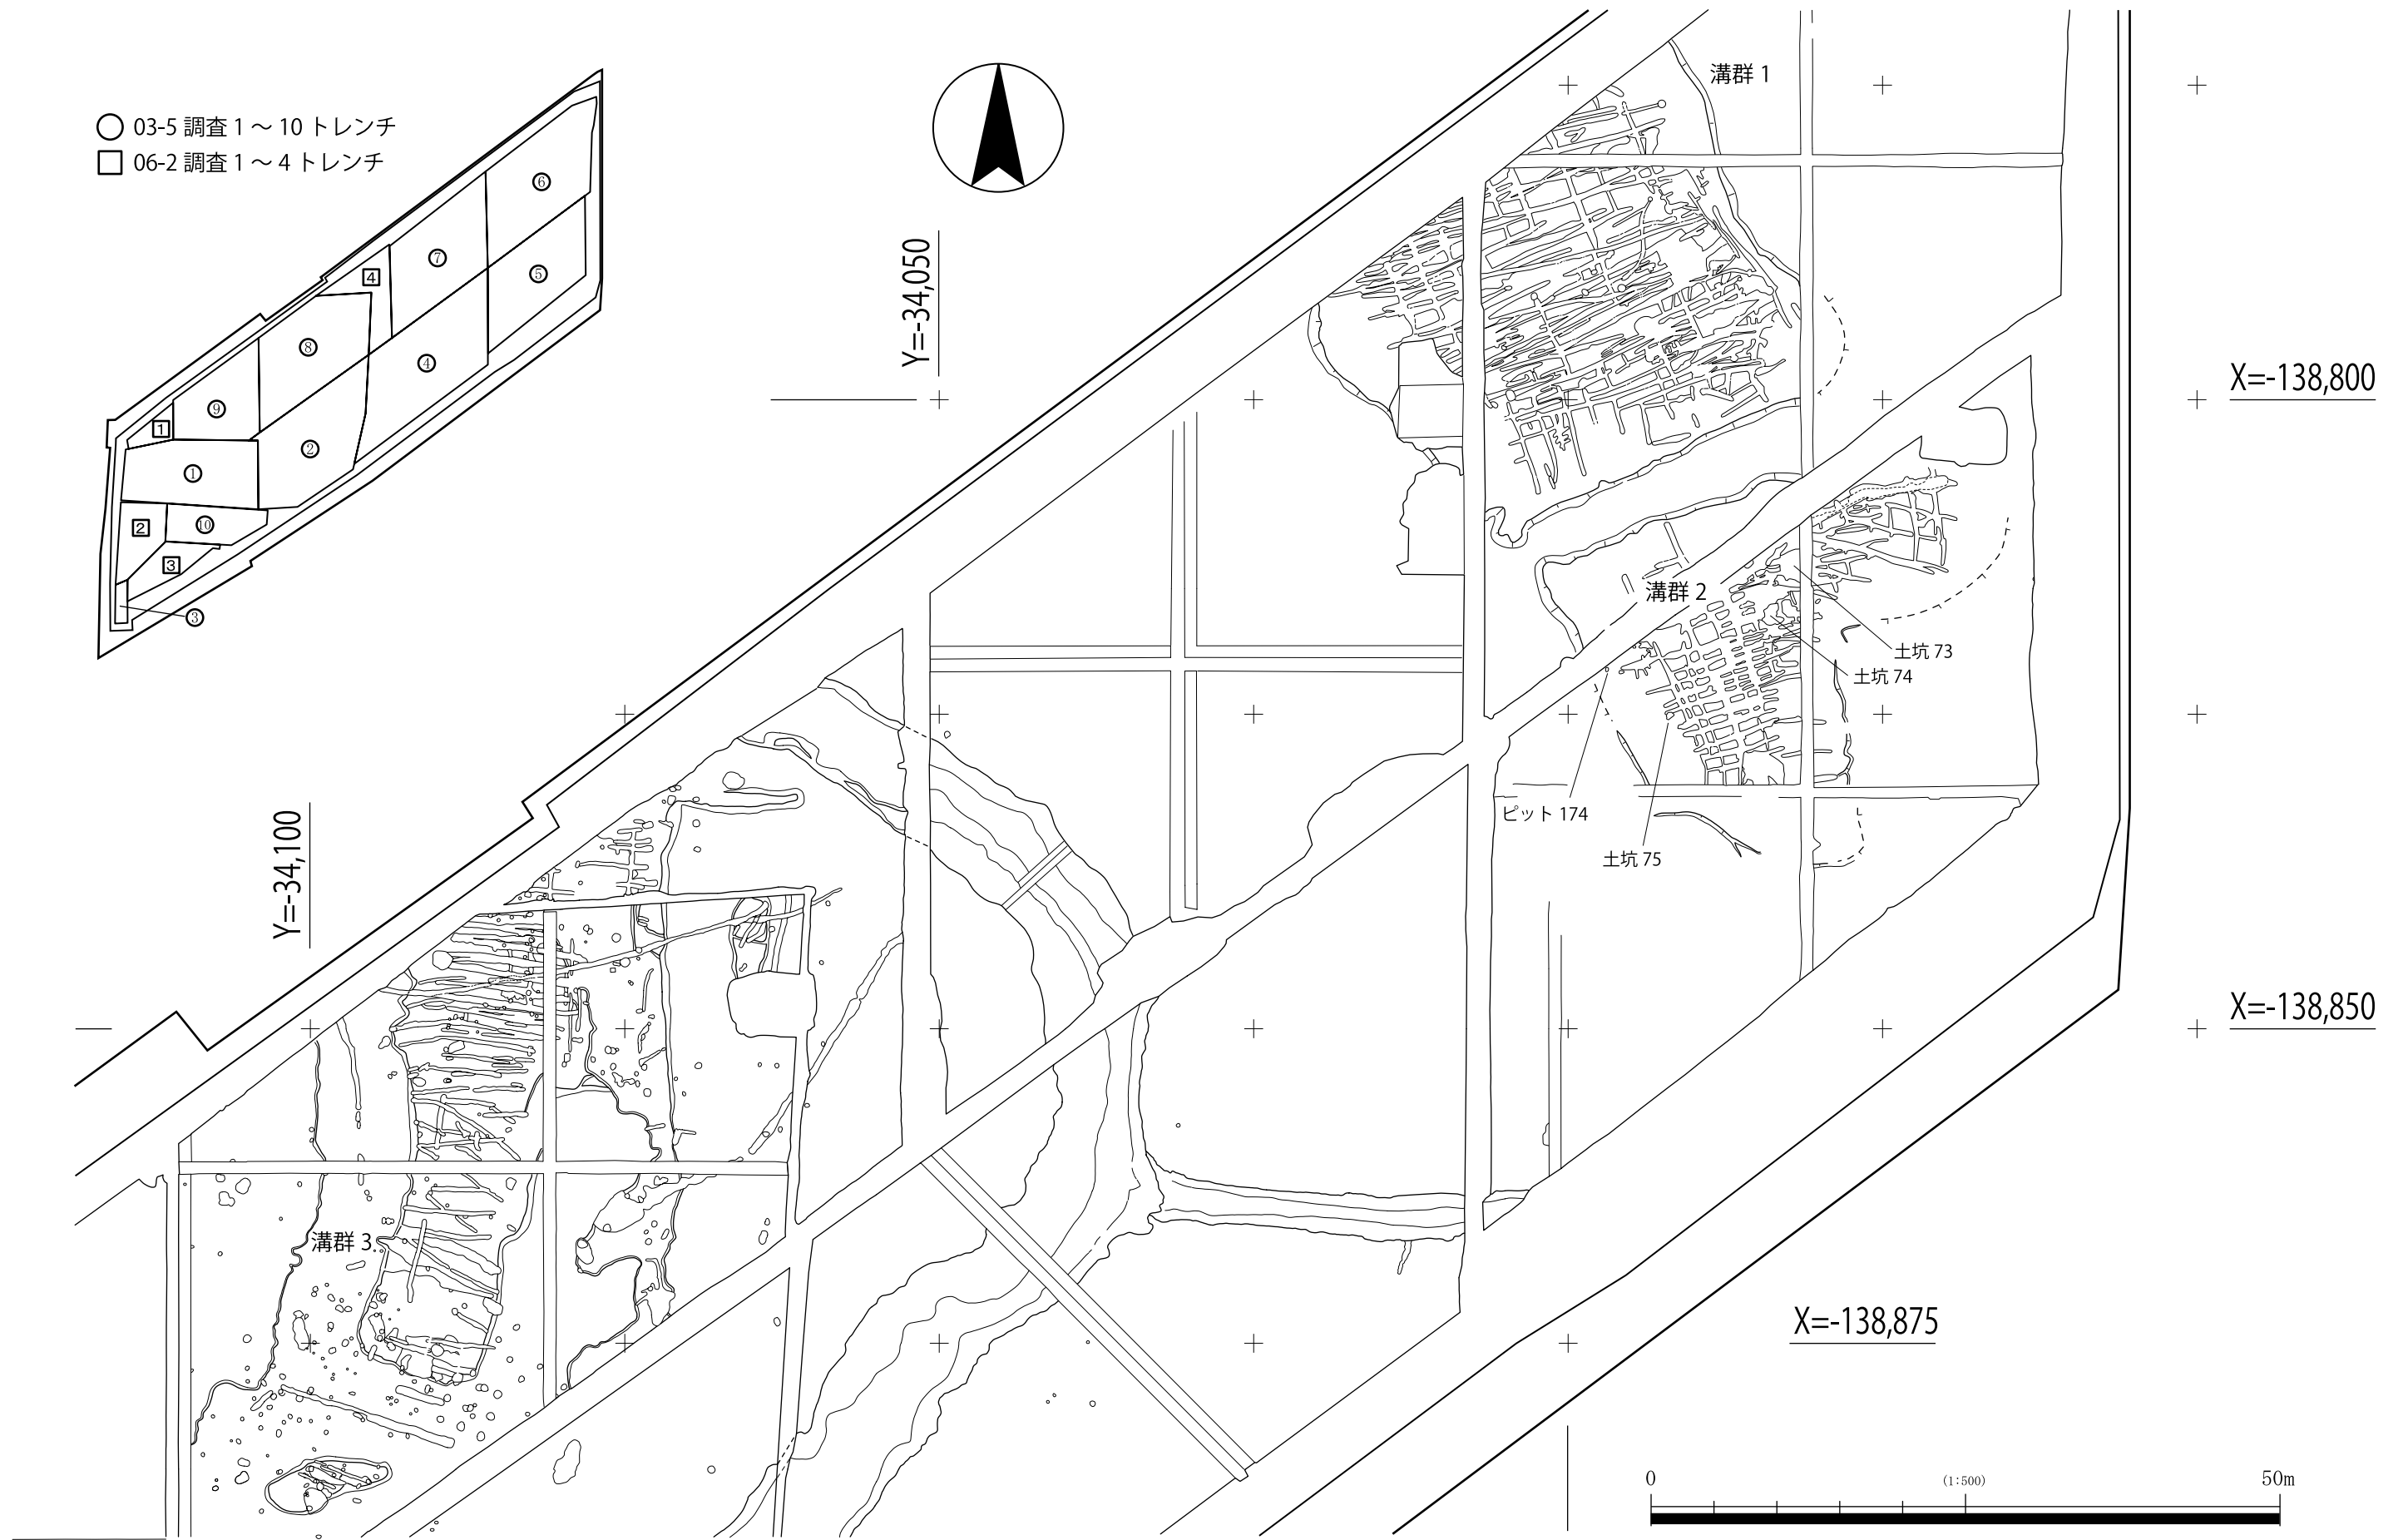 ○ 03-5 調査 1 ～ 10 トレンチ
□ 06-2 調査 1 ～ 4 トレンチ
6
7
5
4
8
4
9
1
2
1
2
10
3
3
Y=-34,050
Y=-34,100
溝群 1
X=-138,800
溝群 2
土坑 73
土坑 74
ピット 174
土坑 75
X=-138,850
溝群 3
X=-138,875
0
(1:500)
50m